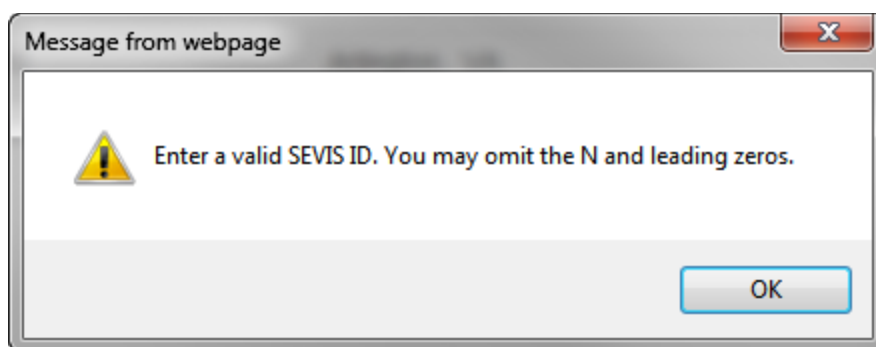 Message from webpage
Enter a valid SEVIS ID. You may omit the N and leading zeros.
OK